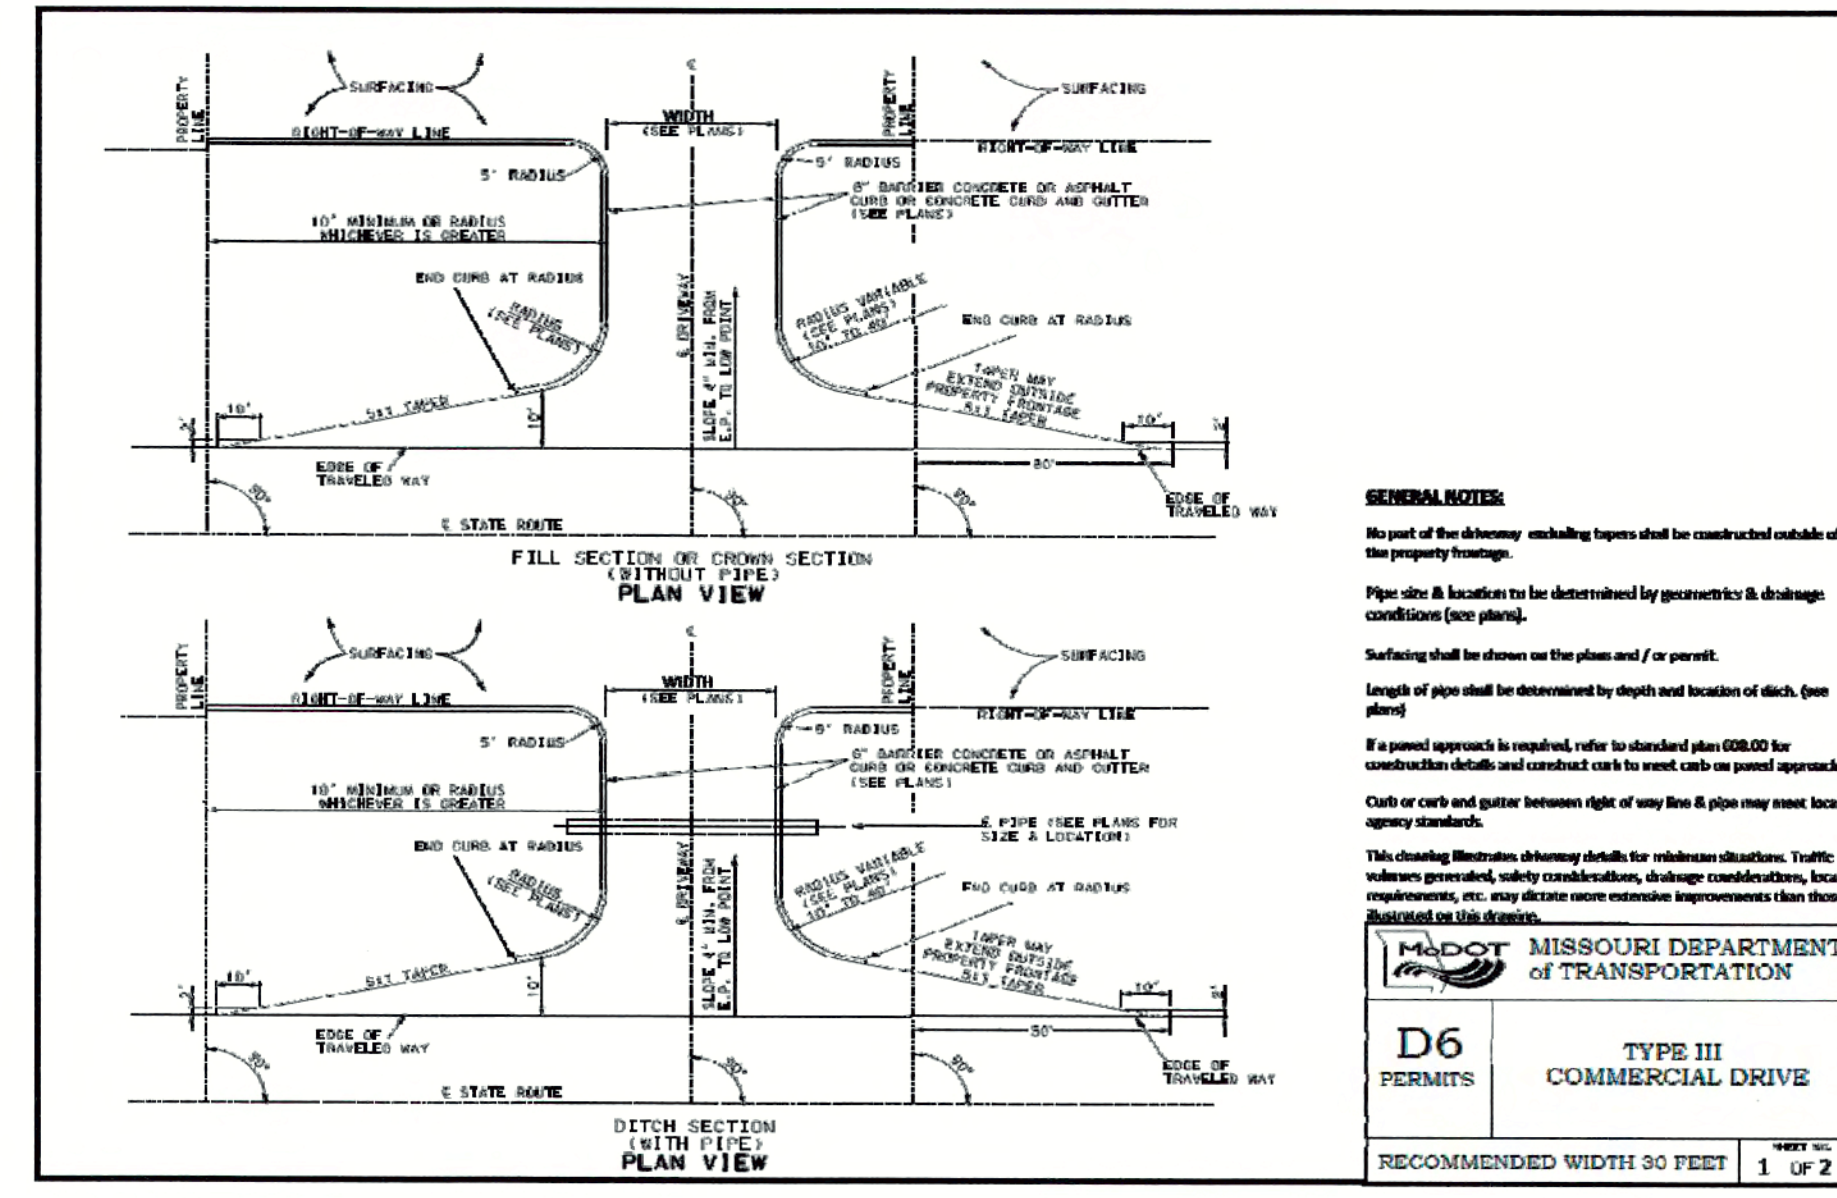 SURFACING
PROPERTY
LINE
RIGHT-OF-WAY LINE
℄
WIDTH
(SEE PLANS)
PROPERTY
LINE
SURFACING
RIGHT-OF-WAY LINE
5' RADIUS
5' RADIUS
6" BARRIER CONCRETE OR ASPHALT
CURB OR CONCRETE CURB AND GUTTER
(SEE PLANS)
10' MINIMUM OR RADIUS
WHICHEVER IS GREATER
END CURB AT RADIUS
RADIUS
(SEE PLANS)
℄ DRIVEWAY
SLOPE 4" MIN. FROM
E.P. TO LOW POINT
RADIUS VARIABLE
(SEE PLANS)
10' TO 40'
END CURB AT RADIUS
TAPER MAY
EXTEND OUTSIDE
PROPERTY FRONTAGE
5:1 TAPER
2'
10'
5:1 TAPER
10'
10'
2'
EDGE OF
TRAVELED WAY
EDGE OF
TRAVELED WAY
90°
90°
90°
℄ STATE ROUTE
FILL SECTION OR CROWN SECTION
(WITHOUT PIPE)
PLAN VIEW
SURFACING
PROPERTY
LINE
RIGHT-OF-WAY LINE
℄
WIDTH
(SEE PLANS)
PROPERTY
LINE
SURFACING
RIGHT-OF-WAY LINE
5' RADIUS
5' RADIUS
6" BARRIER CONCRETE OR ASPHALT
CURB OR CONCRETE CURB AND GUTTER
(SEE PLANS)
10' MINIMUM OR RADIUS
WHICHEVER IS GREATER
℄ PIPE (SEE PLANS FOR
SIZE & LOCATION)
END CURB AT RADIUS
RADIUS
(SEE PLANS)
℄ DRIVEWAY
SLOPE 4" MIN. FROM
E.P. TO LOW POINT
RADIUS VARIABLE
(SEE PLANS)
10' TO 40'
END CURB AT RADIUS
TAPER MAY
EXTEND OUTSIDE
PROPERTY FRONTAGE
5:1 TAPER
2'
10'
5:1 TAPER
10'
10'
2'
EDGE OF
TRAVELED WAY
EDGE OF
TRAVELED WAY
90°
90°
90°
℄ STATE ROUTE
DITCH SECTION
(WITH PIPE)
PLAN VIEW
GENERAL NOTES:
No part of the driveway excluding tapers shall be constructed outside of
the property frontage.
Pipe size & location to be determined by geometrics & drainage
conditions (see plans).
Surfacing shall be shown on the plans and / or permit.
Length of pipe shall be determined by depth and location of ditch. (see
plans)
If a paved approach is required, refer to standard plan 608.00 for
construction details and construct curb to meet curb on paved approach
Curb or curb and gutter between right of way line & pipe may meet loca
agency standards.
This drawing illustrates driveway details for minimum situations. Traffic
volumes generated, safety considerations, drainage considerations, loca
requirements, etc. may dictate more extensive improvements than thos
illustrated on this drawing.
MoDOT
MISSOURI DEPARTMENT
of TRANSPORTATION
D6
PERMITS
TYPE III
COMMERCIAL DRIVE
RECOMMENDED WIDTH 30 FEET
SHEET NO.
1 OF 2